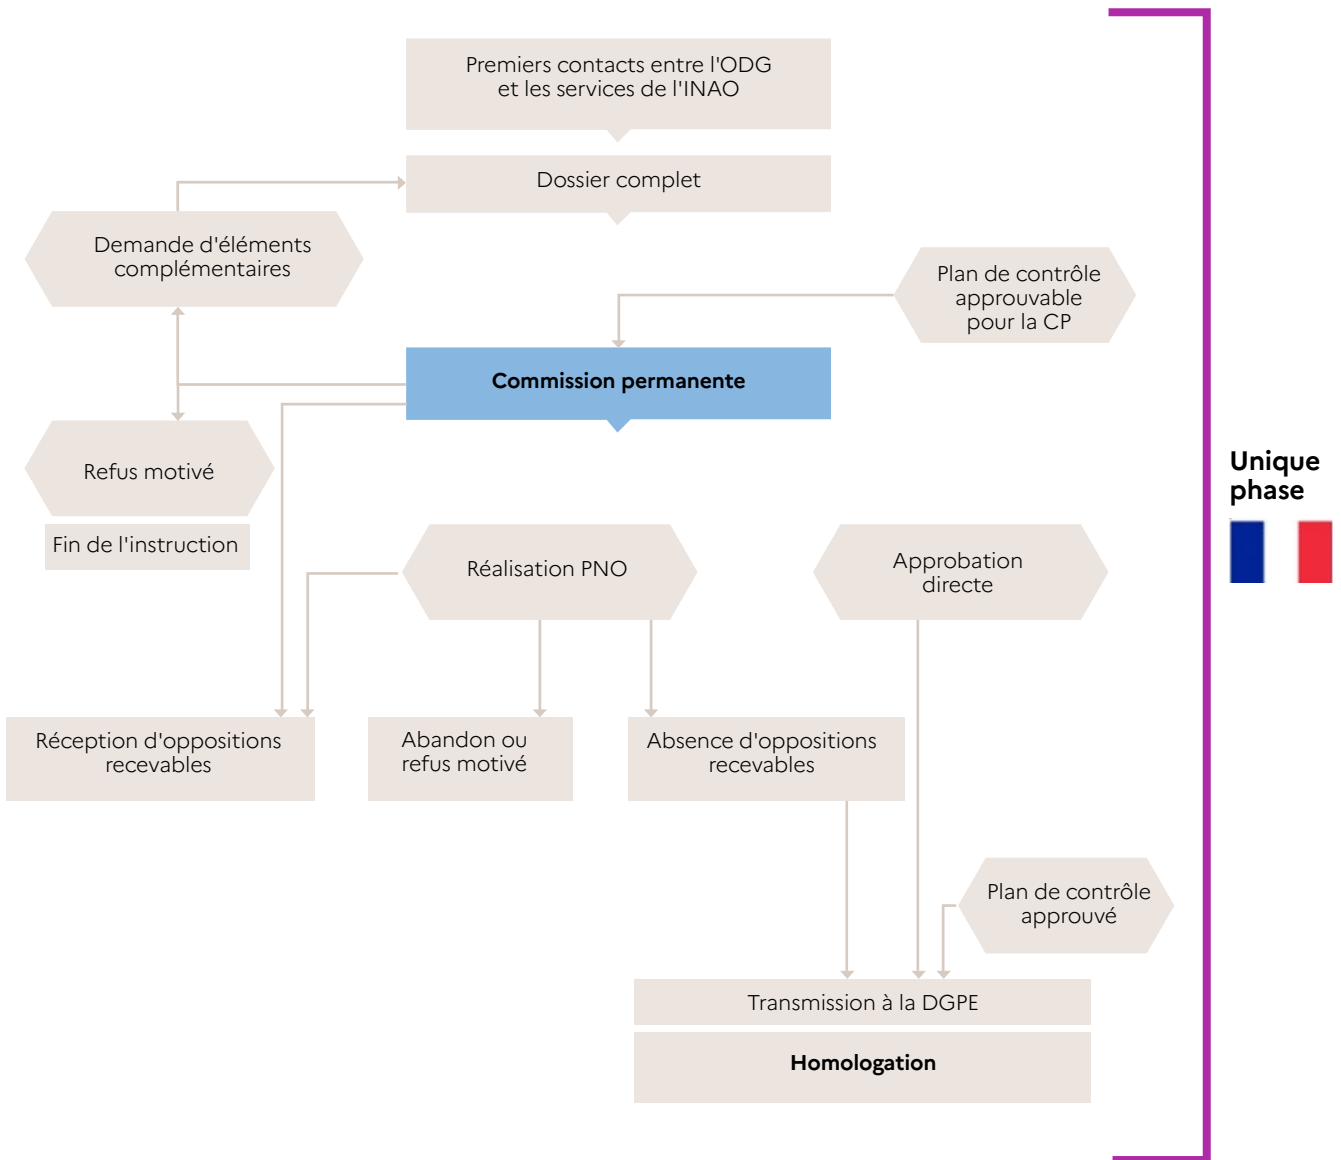 Premiers contacts entre l'ODG
et les services de l'INAO
Dossier complet
Demande d'éléments
complémentaires
Plan de contrôle
approuvable
pour la CP
Commission permanente
Refus motivé
Fin de l'instruction
Unique
phase
Réalisation PNO
Approbation
directe
Réception d'oppositions
recevables
Abandon ou
refus motivé
Absence d'oppositions
recevables
Plan de contrôle
approuvé
Transmission à la DGPE
Homologation